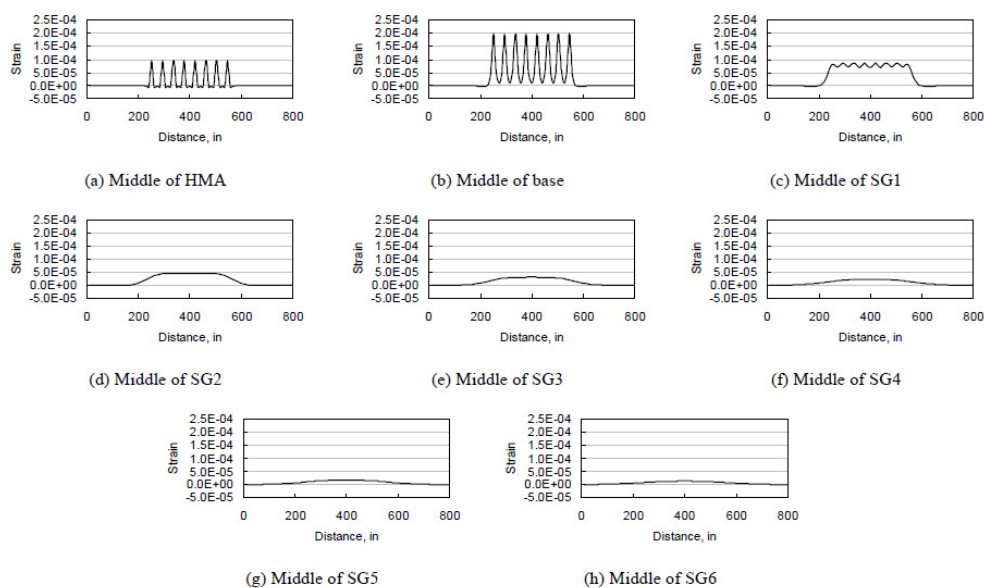 2.5E-04
2.0E-04
1.5E-04
1.0E-04
5.0E-05
0.0E+00
-5.0E-05
Strain
0 200 400 600 800
Distance, in
(a) Middle of HMA
2.5E-04
2.0E-04
1.5E-04
1.0E-04
5.0E-05
0.0E+00
-5.0E-05
Strain
0 200 400 600 800
Distance, in
(b) Middle of base
2.5E-04
2.0E-04
1.5E-04
1.0E-04
5.0E-05
0.0E+00
-5.0E-05
Strain
0 200 400 600 800
Distance, in
(c) Middle of SG1
2.5E-04
2.0E-04
1.5E-04
1.0E-04
5.0E-05
0.0E+00
-5.0E-05
Strain
0 200 400 600 800
Distance, in
(d) Middle of SG2
2.5E-04
2.0E-04
1.5E-04
1.0E-04
5.0E-05
0.0E+00
-5.0E-05
Strain
0 200 400 600 800
Distance, in
(e) Middle of SG3
2.5E-04
2.0E-04
1.5E-04
1.0E-04
5.0E-05
0.0E+00
-5.0E-05
Strain
0 200 400 600 800
Distance, in
(f) Middle of SG4
2.5E-04
2.0E-04
1.5E-04
1.0E-04
5.0E-05
0.0E+00
-5.0E-05
Strain
0 200 400 600 800
Distance, in
(g) Middle of SG5
2.5E-04
2.0E-04
1.5E-04
1.0E-04
5.0E-05
0.0E+00
-5.0E-05
Strain
0 200 400 600 800
Distance, in
(h) Middle of SG6